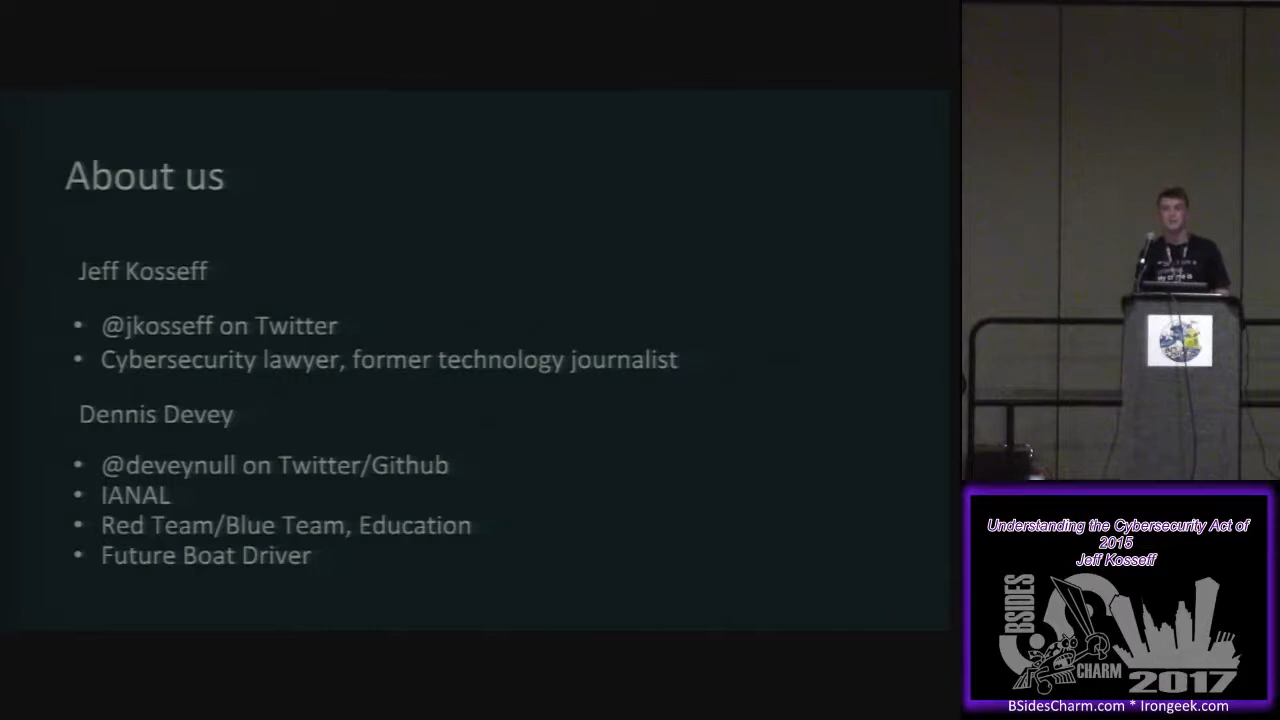 About us
Jeff Kosseff
• @jkosseff on Twitter
• Cybersecurity lawyer, former technology journalist
Dennis Devey
• @deveynull on Twitter/Github
• IANAL
• Red Team/Blue Team, Education
• Future Boat Driver
Understanding the Cybersecurity Act of
2015
Jeff Kosseff
BSIDES
CHARM
2017
BSidesCharm.com * Irongeek.com